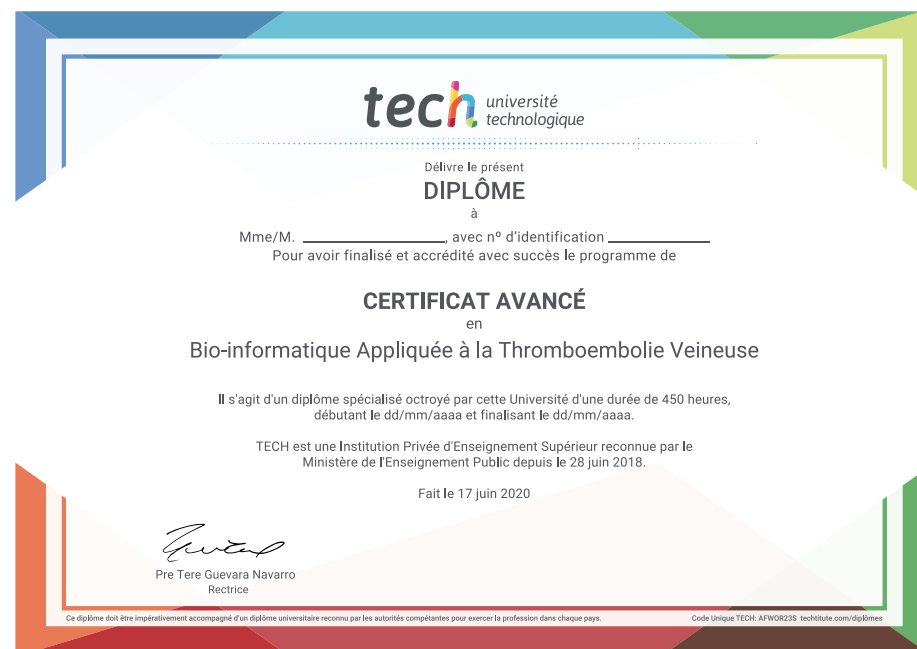 tech université
technologique
Délivre le présent
DIPLÔME
à
Mme/M. ____________________, avec nº d'identification ______________
Pour avoir finalisé et accrédité avec succès le programme de
CERTIFICAT AVANCÉ
en
Bio-informatique Appliquée à la Thromboembolie Veineuse
Il s'agit d'un diplôme spécialisé octroyé par cette Université d'une durée de 450 heures,
débutant le dd/mm/aaaa et finalisant le dd/mm/aaaa.
TECH est une Institution Privée d'Enseignement Supérieur reconnue par le
Ministère de l'Enseignement Public depuis le 28 juin 2018.
Fait le 17 juin 2020
Pre Tere Guevara Navarro
Rectrice
Ce diplôme doit être impérativement accompagné d'un diplôme universitaire reconnu par les autorités compétantes pour exercer la profession dans chaque pays.
Code Unique TECH: AFWOR23S techtitute.com/diplômes